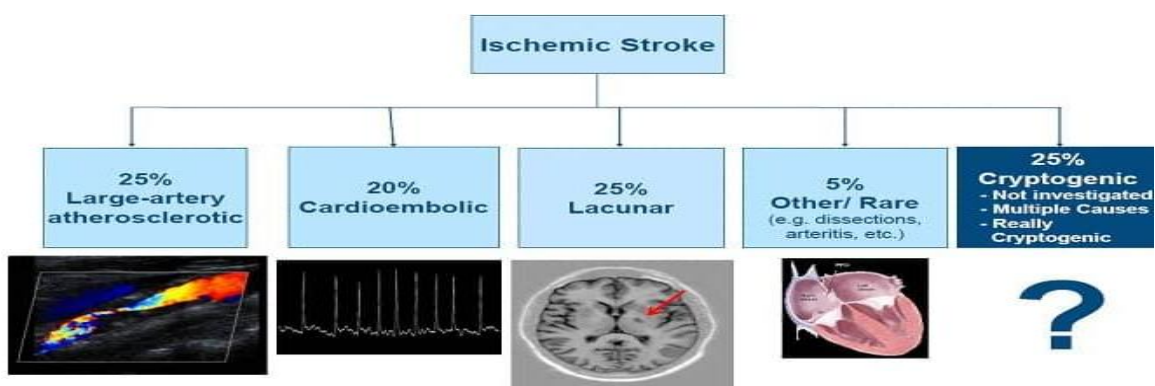 Ischemic Stroke
25%
Large-artery
atherosclerotic
20%
Cardioembolic
25%
Lacunar
5%
Other/ Rare
(e.g. dissections,
arteritis, etc.)
25%
Cryptogenic
- Not investigated
- Multiple Causes
- Really
Cryptogenic
?